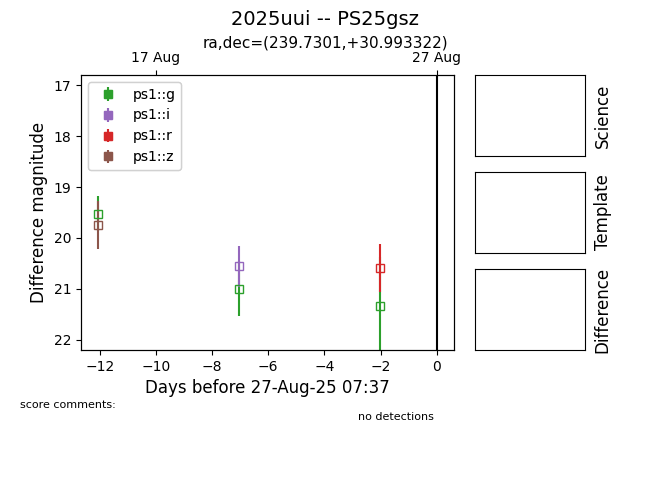 2025uui -- PS25gsz
ra,dec=(239.7301,+30.993322)
17 Aug
27 Aug
ps1::g
ps1::i
ps1::r
ps1::z
Difference magnitude
17
18
19
20
21
22
−12
−10
−8
−6
−4
−2
0
Days before 27-Aug-25 07:37
Science
Template
Difference
score comments:
no detections